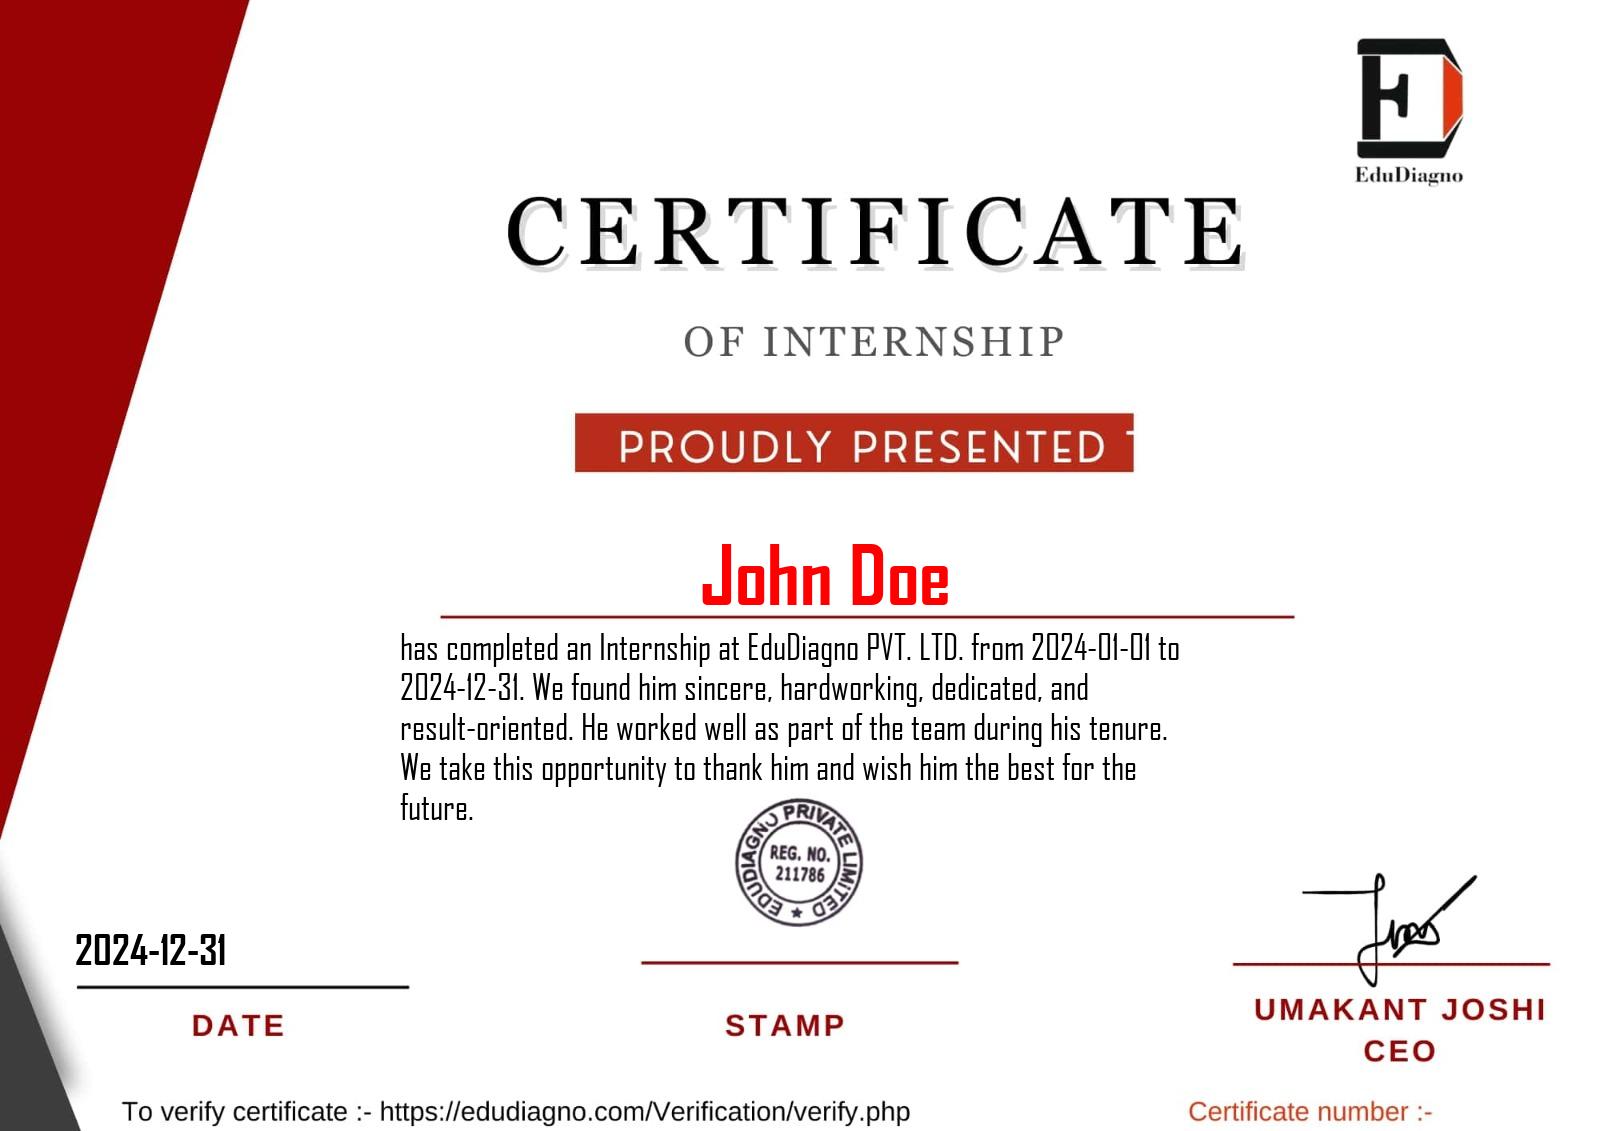 EduDiagno
CERTIFICATE
OF INTERNSHIP
PROUDLY PRESENTED
John Doe
has completed an Internship at EduDiagno PVT. LTD. from 2024-01-01 to
2024-12-31. We found him sincere, hardworking, dedicated, and
result-oriented. He worked well as part of the team during his tenure.
We take this opportunity to thank him and wish him the best for the
future.
EDUDIAGNO PRIVATE LIMITED
REG. NO.
211786
2024-12-31
DATE
STAMP
UMAKANT JOSHI
CEO
To verify certificate :- https://edudiagno.com/Verification/verify.php
Certificate number :-